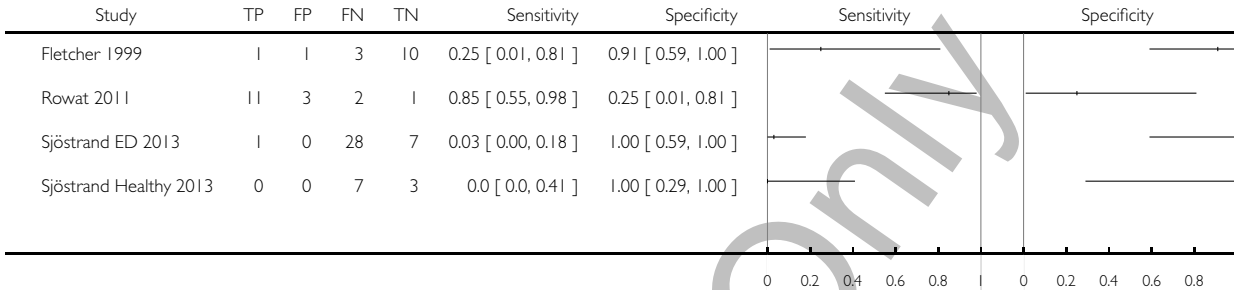 Study TP FP FN TN Sensitivity Specificity Sensitivity Specificity
Fletcher 1999 1 1 3 10 0.25 [ 0.01, 0.81 ] 0.91 [ 0.59, 1.00 ]
Rowat 2011 11 3 2 1 0.85 [ 0.55, 0.98 ] 0.25 [ 0.01, 0.81 ]
Sjöstrand ED 2013 1 0 28 7 0.03 [ 0.00, 0.18 ] 1.00 [ 0.59, 1.00 ]
Sjöstrand Healthy 2013 0 0 7 3 0.0 [ 0.0, 0.41 ] 1.00 [ 0.29, 1.00 ]
0 0.2 0.4 0.6 0.8 1 0 0.2 0.4 0.6 0.8
Only